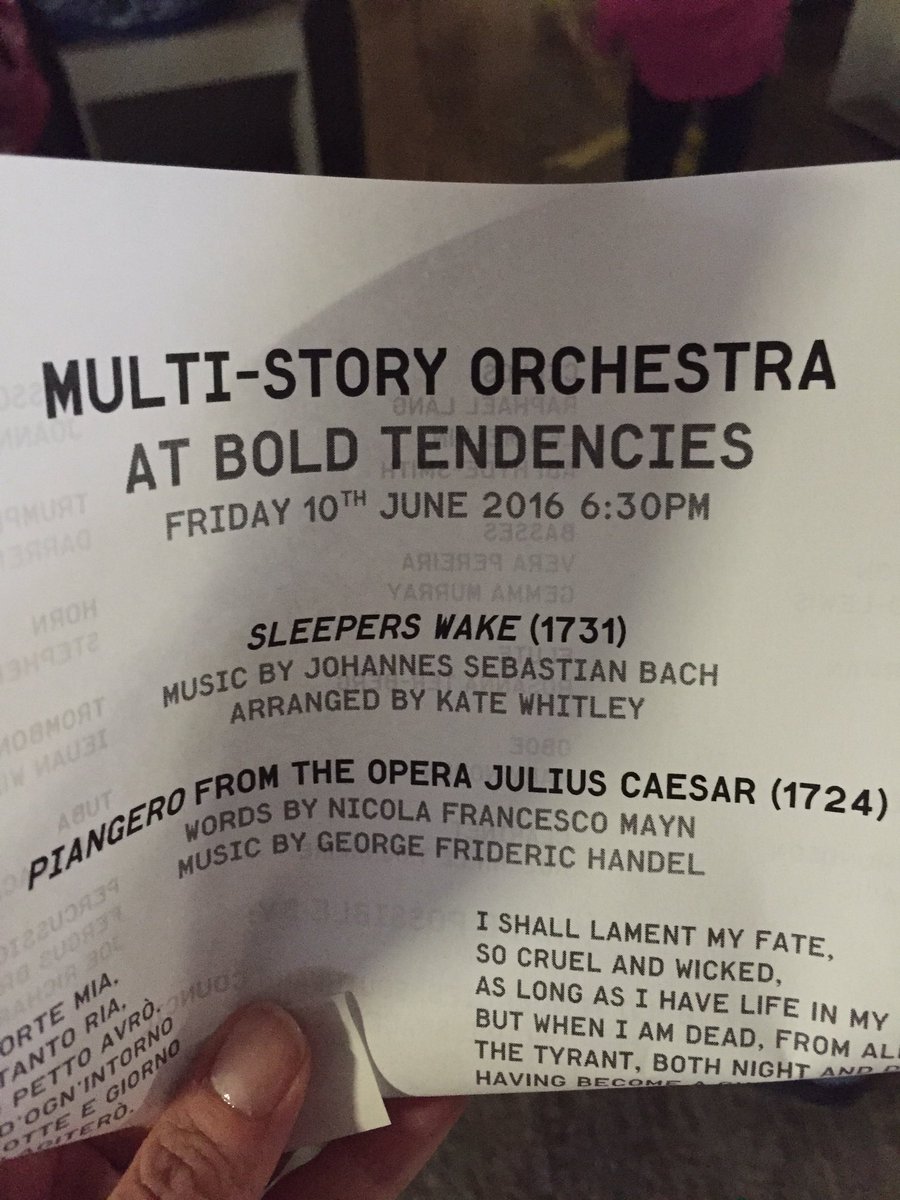 MULTI-STORY ORCHESTRA
AT BOLD TENDENCIES
FRIDAY 10TH JUNE 2016 6:30PM
SLEEPERS WAKE (1731)
MUSIC BY JOHANNES SEBASTIAN BACH
ARRANGED BY KATE WHITLEY
PIANGERO FROM THE OPERA JULIUS CAESAR (1724)
WORDS BY NICOLA FRANCESCO MAYN
MUSIC BY GEORGE FRIDERIC HANDEL
ORTE MIA.
TANTO RIA,
PETTO AVRÒ.
D'OGN'INTORNO
OTTE E GIORNO
I SHALL LAMENT MY FATE,
SO CRUEL AND WICKED,
AS LONG AS I HAVE LIFE IN MY
BUT WHEN I AM DEAD, FROM AL
THE TYRANT, BOTH NIGHT AND
HAVING BECOME A